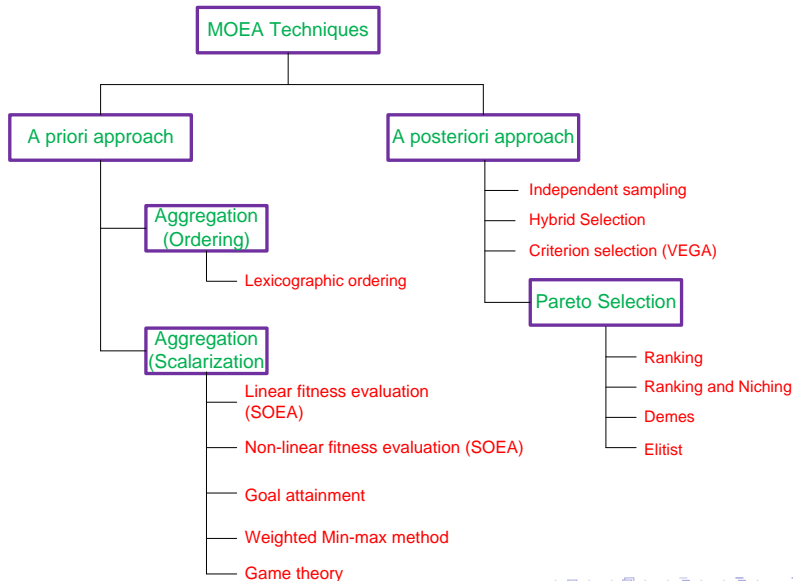 MOEA Techniques
A priori approach
A posteriori approach
Aggregation
(Ordering)
Lexicographic ordering
Aggregation
(Scalarization
Linear fitness evaluation
(SOEA)
Non-linear fitness evaluation (SOEA)
Goal attainment
Weighted Min-max method
Game theory
Independent sampling
Hybrid Selection
Criterion selection (VEGA)
Pareto Selection
Ranking
Ranking and Niching
Demes
Elitist